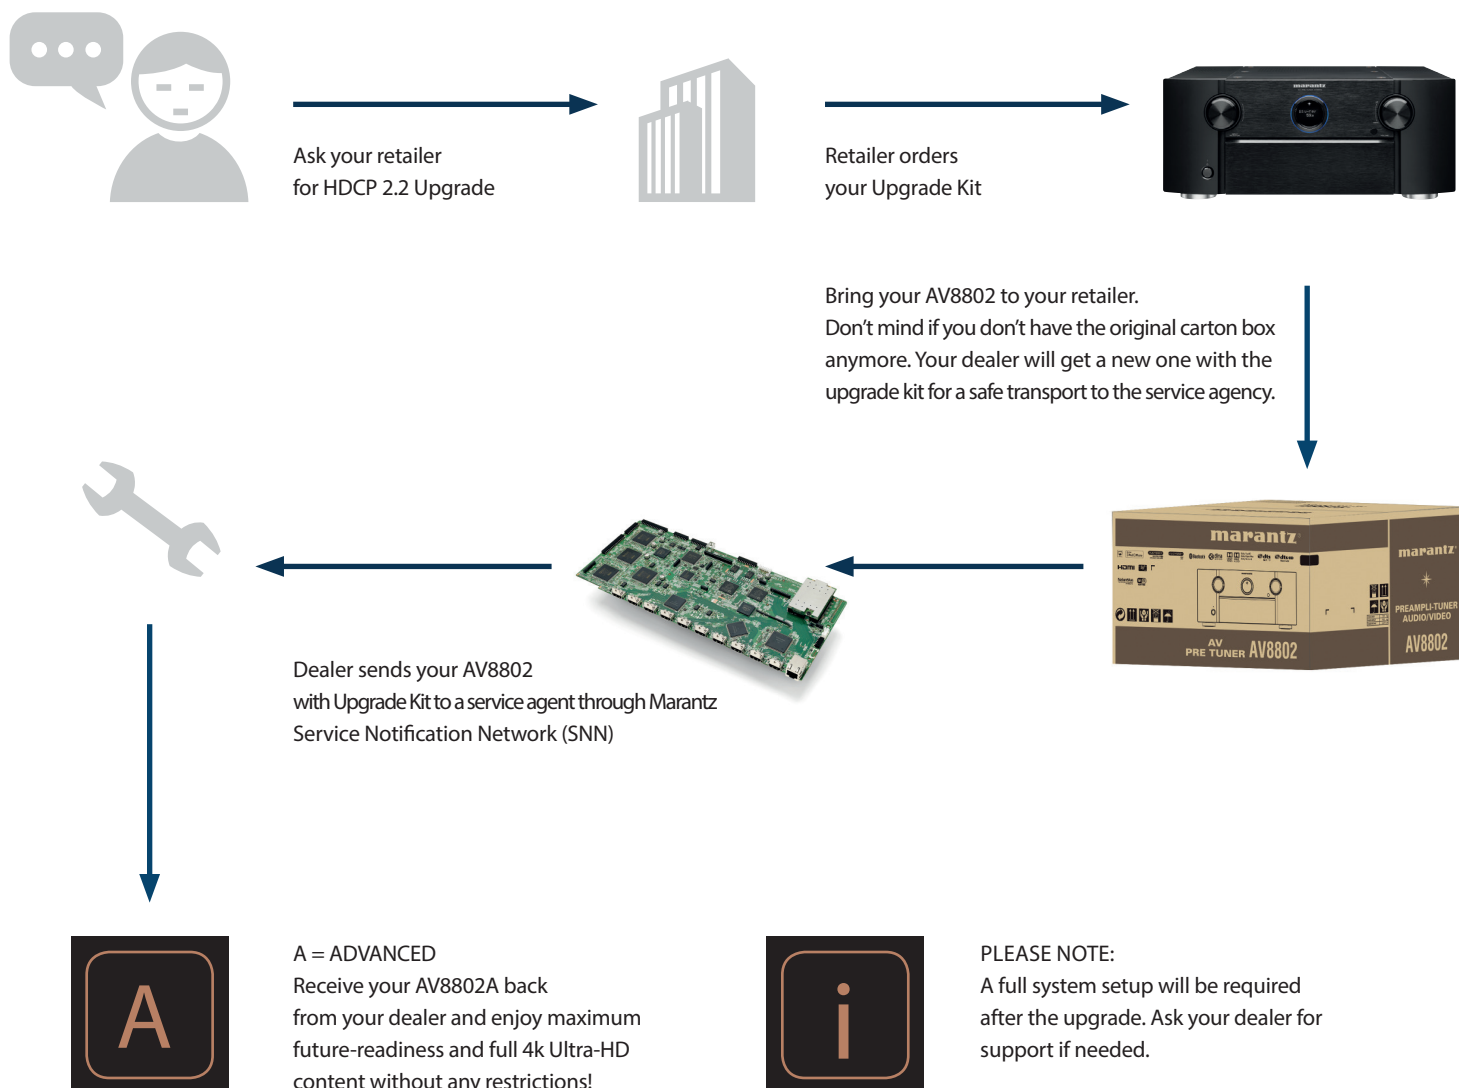 Ask your retailer
for HDCP 2.2 Upgrade
Retailer orders
your Upgrade Kit
marantz
Bring your AV8802 to your retailer.
Don’t mind if you don’t have the original carton box
anymore. Your dealer will get a new one with the
upgrade kit for a safe transport to the service agency.
marantz
HDMI
Bluetooth
AV
PRE TUNER AV8802
marantz
PREAMPLI-TUNER
AUDIO/VIDEO
AV8802
Dealer sends your AV8802
with Upgrade Kit to a service agent through Marantz
Service Notification Network (SNN)
A
A = ADVANCED
Receive your AV8802A back
from your dealer and enjoy maximum
future-readiness and full 4k Ultra-HD
content without any restrictions!
i
PLEASE NOTE:
A full system setup will be required
after the upgrade. Ask your dealer for
support if needed.